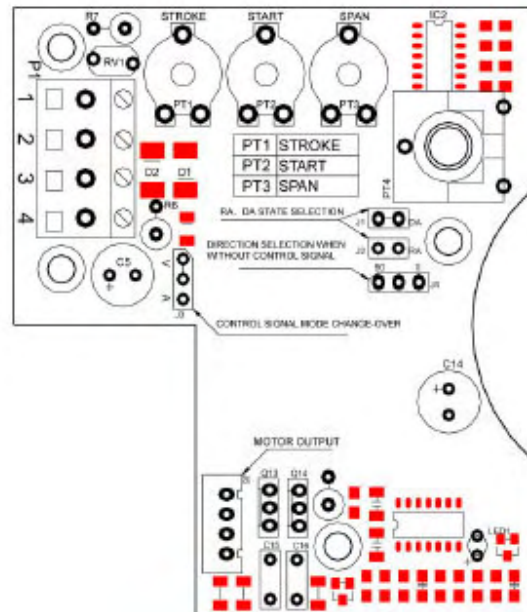 R7
STROKE
START
SPAN
IC2
P1
RV1
PT1
PT2
PT3
1
2
3
4
PT1 STROKE
PT2 START
PT3 SPAN
PT4
D2
D1
R6
RA. DA STATE SELECTION
J1
DA
J2
RA
DIRECTION SELECTION WHEN
WITHOUT CONTROL SIGNAL
C5
V
A
CONTROL SIGNAL MODE CHANGE-OVER
C14
MOTOR OUTPUT
Q13
Q14
C15
C16
LED1